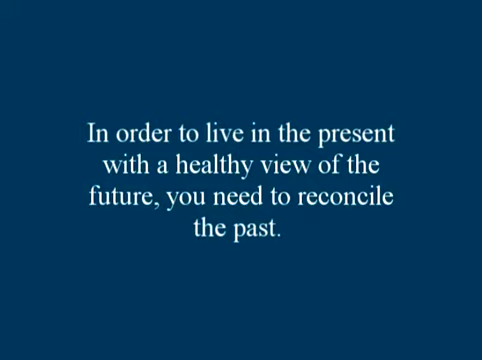 In order to live in the present
with a healthy view of the
future, you need to reconcile
the past.